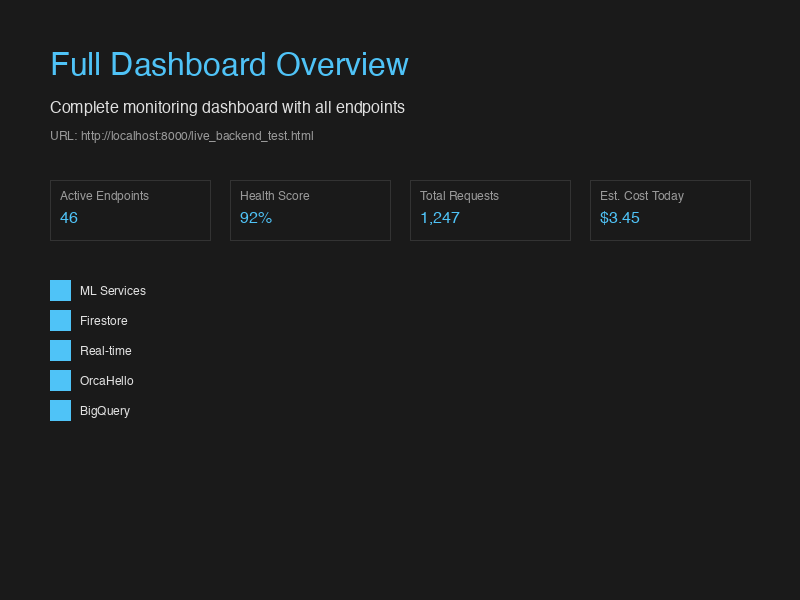 Full Dashboard Overview
Complete monitoring dashboard with all endpoints
URL: http://localhost:8000/live_backend_test.html
Active Endpoints
46
Health Score
92%
Total Requests
1,247
Est. Cost Today
$3.45
ML Services
Firestore
Real-time
OrcaHello
BigQuery